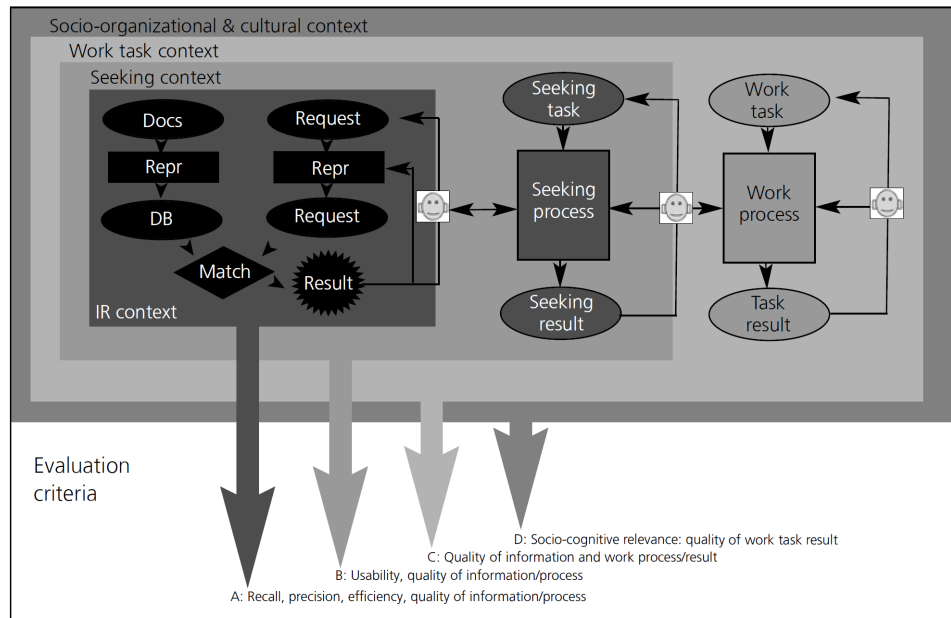 Socio-organizational & cultural context
Work task context
Seeking context
Docs
Repr
DB
Match
Request
Repr
Request
Result
IR context
Seeking
task
Seeking
process
Seeking
result
Work
task
Work
process
Task
result
Evaluation
criteria
D: Socio-cognitive relevance: quality of work task result
C: Quality of information and work process/result
B: Usability, quality of information/process
A: Recall, precision, efficiency, quality of information/process